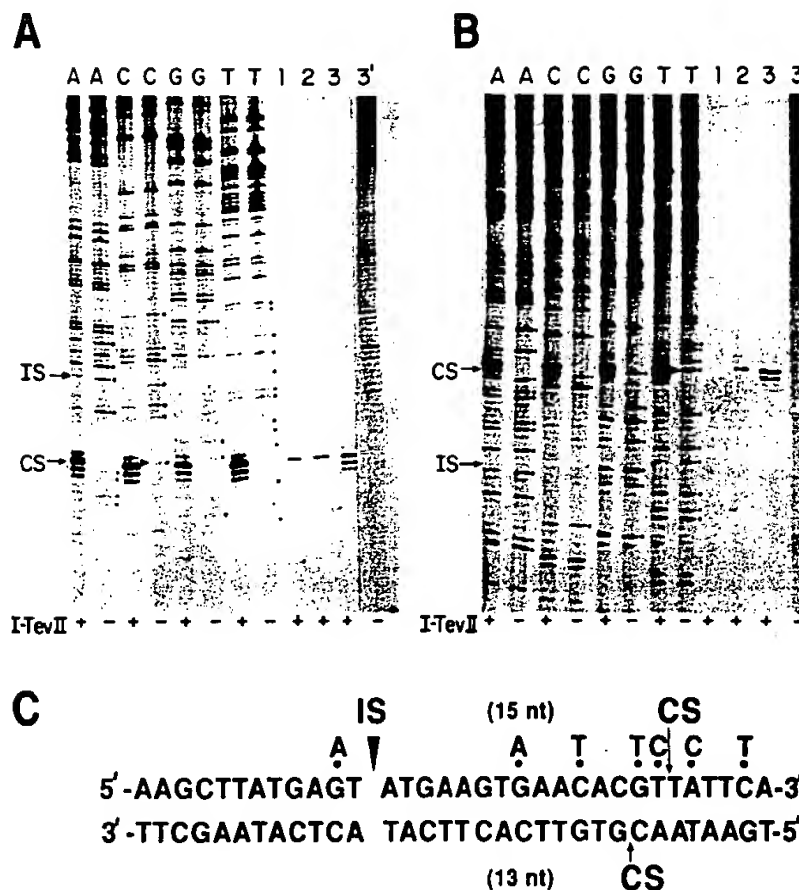 A
B
A A C C G G T T 1 2 3 3'
A A C C G G T T 1 2 3 3
IS
CS
CS
IS
I-TevII + - + - + - + - + + + -
I-TevII + - + - + - + - + + +
C
IS (15 nt) CS
A A T T C C T
5'-AAGCTTATGAGT ATGAAGTGAACACGTTATTCA-3'
3'-TTCGAATACTCA TACTTCACTTGTGCAATAAGT-5'
(13 nt) CS